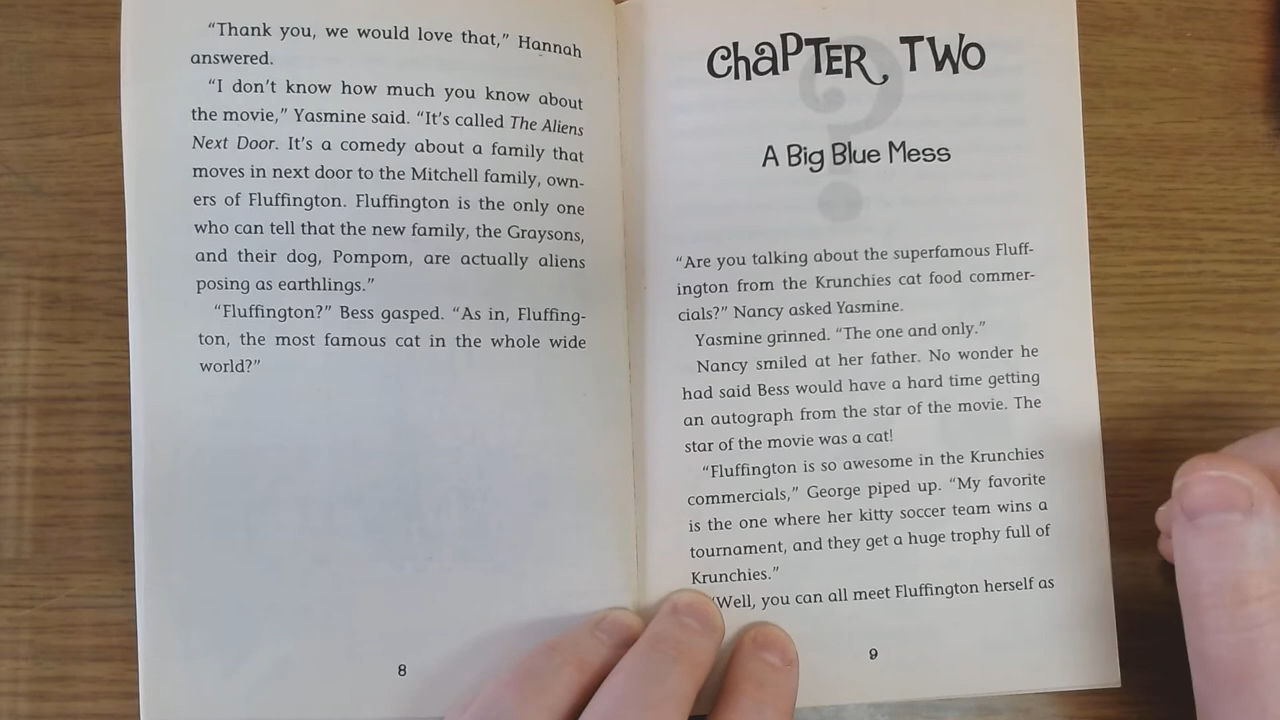 “Thank you, we would love that,” Hannah
answered.
“I don’t know how much you know about
the movie,” Yasmine said. “It’s called The Aliens
Next Door. It’s a comedy about a family that
moves in next door to the Mitchell family, own-
ers of Fluffington. Fluffington is the only one
who can tell that the new family, the Graysons,
and their dog, Pompom, are actually aliens
posing as earthlings.”
“Fluffington?” Bess gasped. “As in, Fluffing-
ton, the most famous cat in the whole wide
world?”
8
ChaPTER TWO
?
A Big Blue Mess
“Are you talking about the superfamous Fluff-
ington from the Krunchies cat food commer-
cials?” Nancy asked Yasmine.
Yasmine grinned. “The one and only.”
Nancy smiled at her father. No wonder he
had said Bess would have a hard time getting
an autograph from the star of the movie. The
star of the movie was a cat!
“Fluffington is so awesome in the Krunchies
commercials,” George piped up. “My favorite
is the one where her kitty soccer team wins a
tournament, and they get a huge trophy full of
Krunchies.”
“Well, you can all meet Fluffington herself as
9